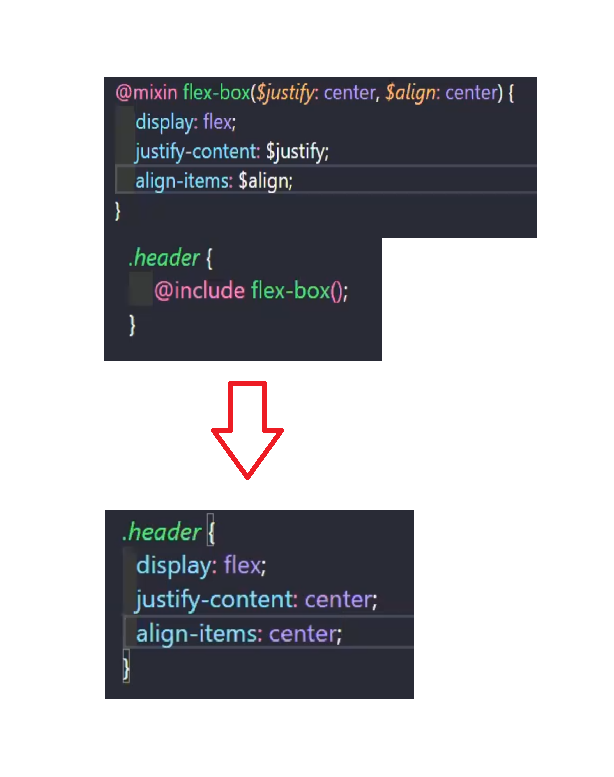 @mixin flex-box($justify: center, $align: center) {
display: flex;
justify-content: $justify;
align-items: $align;
}
.header {
@include flex-box();
}
.header {
display: flex;
justify-content: center;
align-items: center;
}